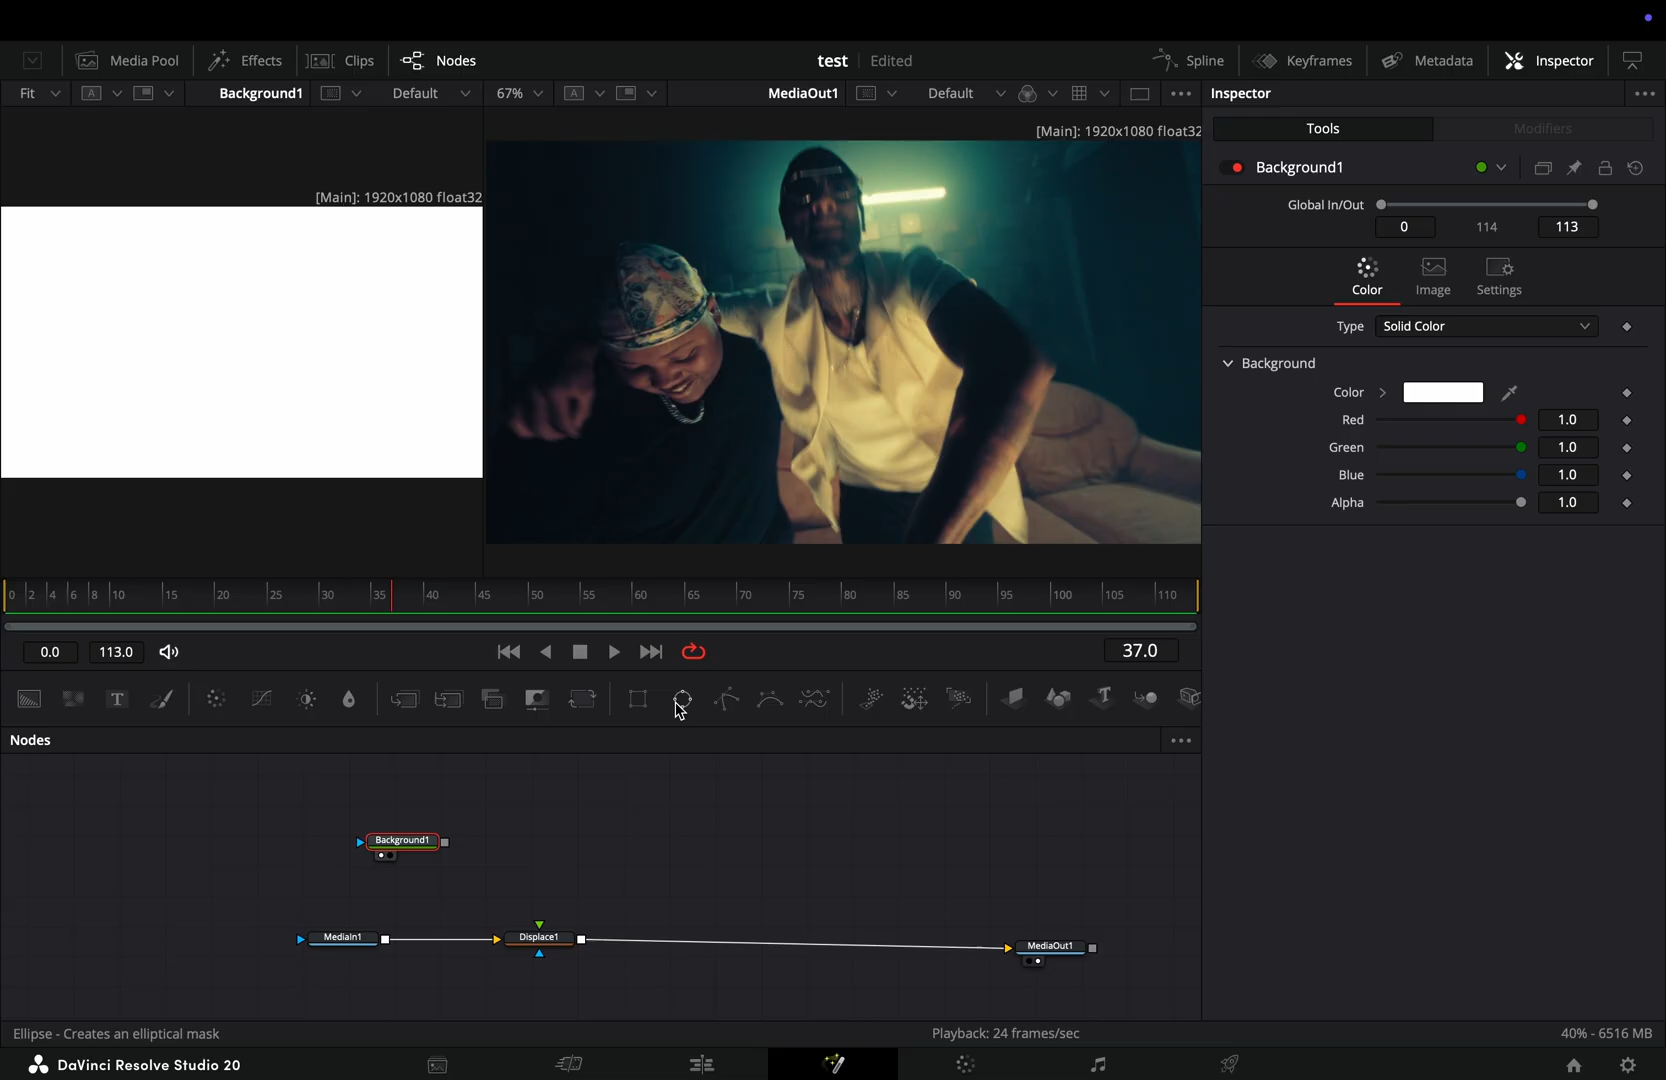 Media Pool
Effects
Clips
Nodes
test
Edited
Spline
Keyframes
Metadata
Inspector
Fit
A
Background1
Default
67%
A
MediaOut1
Default
Inspector
[Main]: 1920x1080 float32
[Main]: 1920x1080 float32
Tools
Modifiers
Background1
Global In/Out
0
114
113
Color
Image
Settings
Type
Solid Color
Background
Color
Red
1.0
Green
1.0
Blue
1.0
Alpha
1.0
0 2 4 6 8 10 15 20 25 30 35 40 45 50 55 60 65 70 75 80 85 90 95 100 105 110
0.0
113.0
37.0
T
T
Nodes
Background1
MediaIn1
Displace1
MediaOut1
Ellipse - Creates an elliptical mask
Playback: 24 frames/sec
40% - 6516 MB
DaVinci Resolve Studio 20